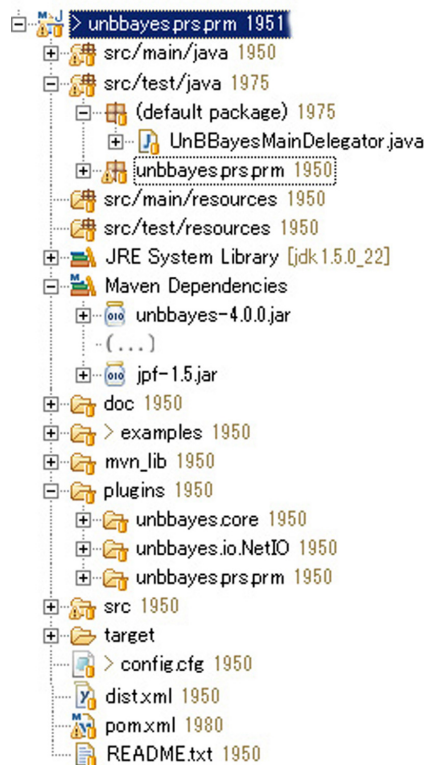 > unbbayes.prs.prm 1951
src/main/java 1950
src/test/java 1975
(default package) 1975
UnBBayesMainDelegator.java
unbbayes.prs.prm 1950
src/main/resources 1950
src/test/resources 1950
JRE System Library [jdk1.5.0_22]
Maven Dependencies
unbbayes-4.0.0.jar
(...)
jpf-1.5.jar
doc 1950
> examples 1950
mvn_lib 1950
plugins 1950
unbbayes.core 1950
unbbayes.io.NetIO 1950
unbbayes.prs.prm 1950
src 1950
target
> config.cfg 1950
dist.xml 1950
pom.xml 1980
README.txt 1950